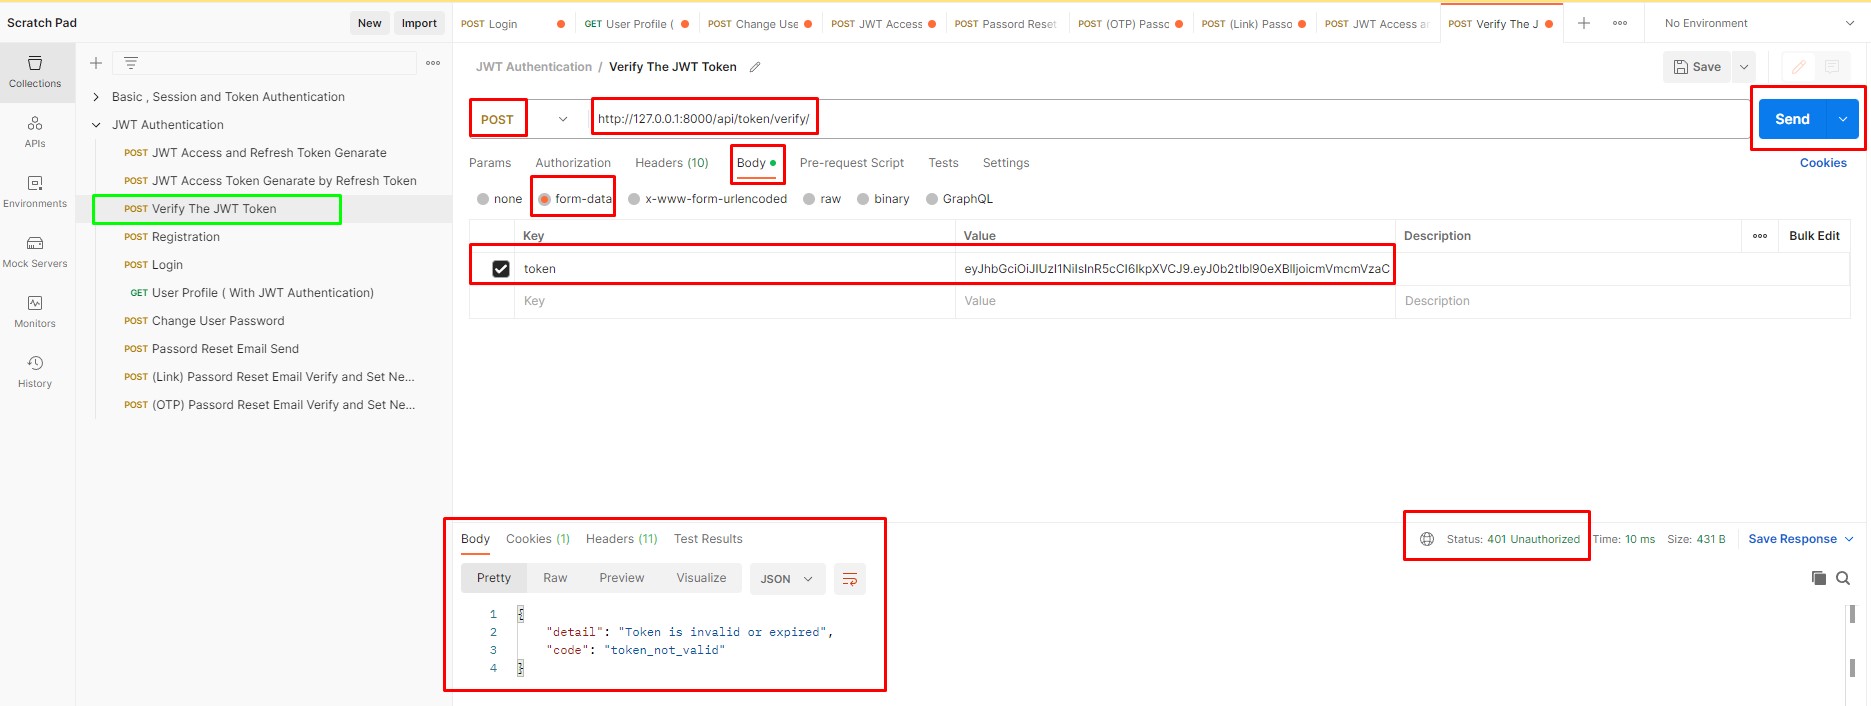 Scratch Pad New Import
POST Login GET User Profile ( POST Change Use POST JWT Access POST Passord Reset POST (OTP) Passo POST (Link) Passo POST JWT Access a POST Verify The J No Environment
Collections
APIs
Environments
Mock Servers
Monitors
History
Basic , Session and Token Authentication
JWT Authentication
POST JWT Access and Refresh Token Genarate
POST JWT Access Token Genarate by Refresh Token
POST Verify The JWT Token
POST Registration
POST Login
GET User Profile ( With JWT Authentication)
POST Change User Password
POST Passord Reset Email Send
POST (Link) Passord Reset Email Verify and Set Ne...
POST (OTP) Passord Reset Email Verify and Set Ne...
JWT Authentication / Verify The JWT Token Save
POST http://127.0.0.1:8000/api/token/verify/ Send
Params Authorization Headers (10) Body Pre-request Script Tests Settings Cookies
none form-data x-www-form-urlencoded raw binary GraphQL
Key Value Description Bulk Edit
token
Key Value Description
Body Cookies (1) Headers (11) Test Results Status: 401 Unauthorized Time: 10 ms Size: 431 B Save Response
Pretty Raw Preview Visualize JSON
1 {
2 "detail": "Token is invalid or expired",
3 "code": "token_not_valid"
4 }